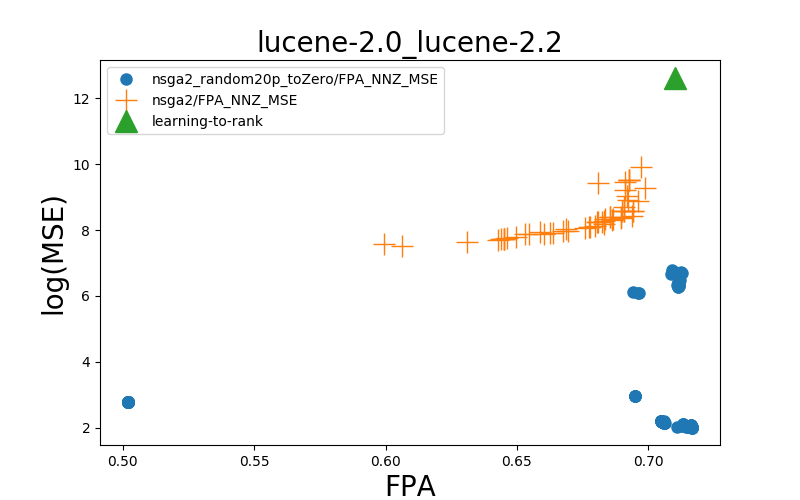 lucene-2.0_lucene-2.2
nsga2_random20p_toZero/FPA_NNZ_MSE
nsga2/FPA_NNZ_MSE
learning-to-rank
log(MSE)
12
10
8
6
4
2
0.50 0.55 0.60 0.65 0.70
FPA